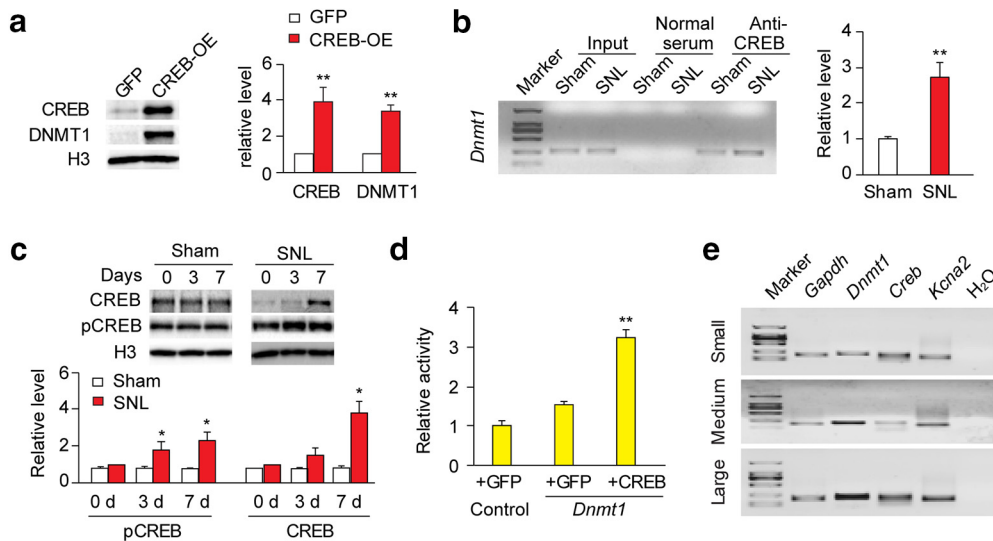 a
GFP
CREB-OE
GFP
CREB-OE
CREB
DNMT1
H3
relative level
6
4
2
0
**
**
CREB
DNMT1
b
Input
Normal
serum
Anti-
CREB
Marker
Sham
SNL
Sham
SNL
Sham
SNL
Dnmt1
Relative level
4
3
2
1
0
**
Sham
SNL
c
Sham
SNL
Days
0
3
7
0
3
7
CREB
pCREB
H3
Relative level
6
4
2
0
Sham
SNL
*
*
*
0 d
3 d
7 d
0 d
3 d
7 d
pCREB
CREB
d
Relative activity
4
3
2
1
0
**
+GFP
+GFP
+CREB
Control
Dnmt1
e
Marker
Gapdh
Dnmt1
Creb
Kcna2
H₂O
Small
Medium
Large